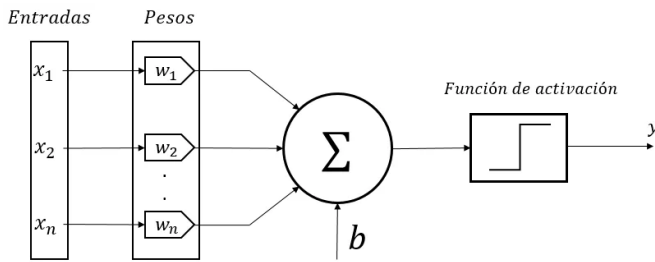 Entradas
Pesos
x₁
w₁
Función de activación
x₂
w₂
Σ
y
.
.
xₙ
wₙ
b